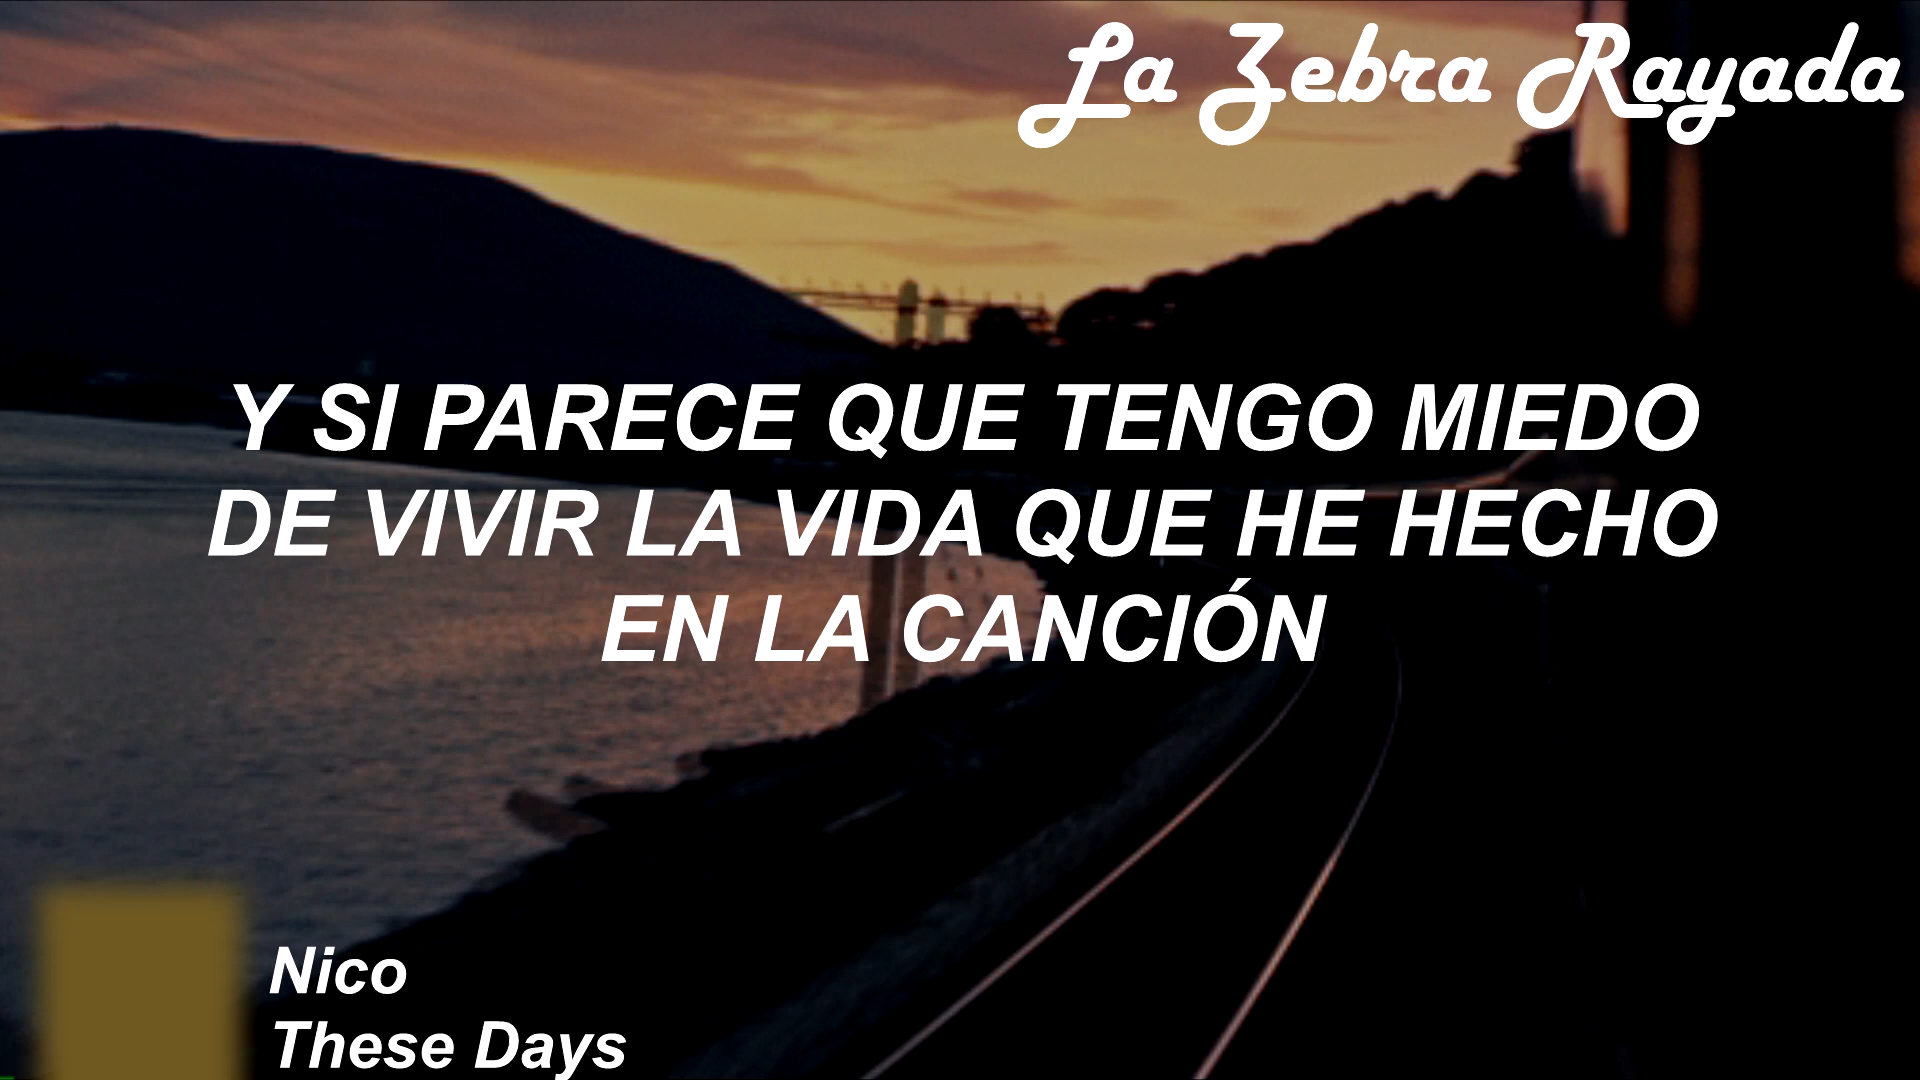 La Zebra Rayada
Y SI PARECE QUE TENGO MIEDO
DE VIVIR LA VIDA QUE HE HECHO
EN LA CANCIÓN
Nico
These Days